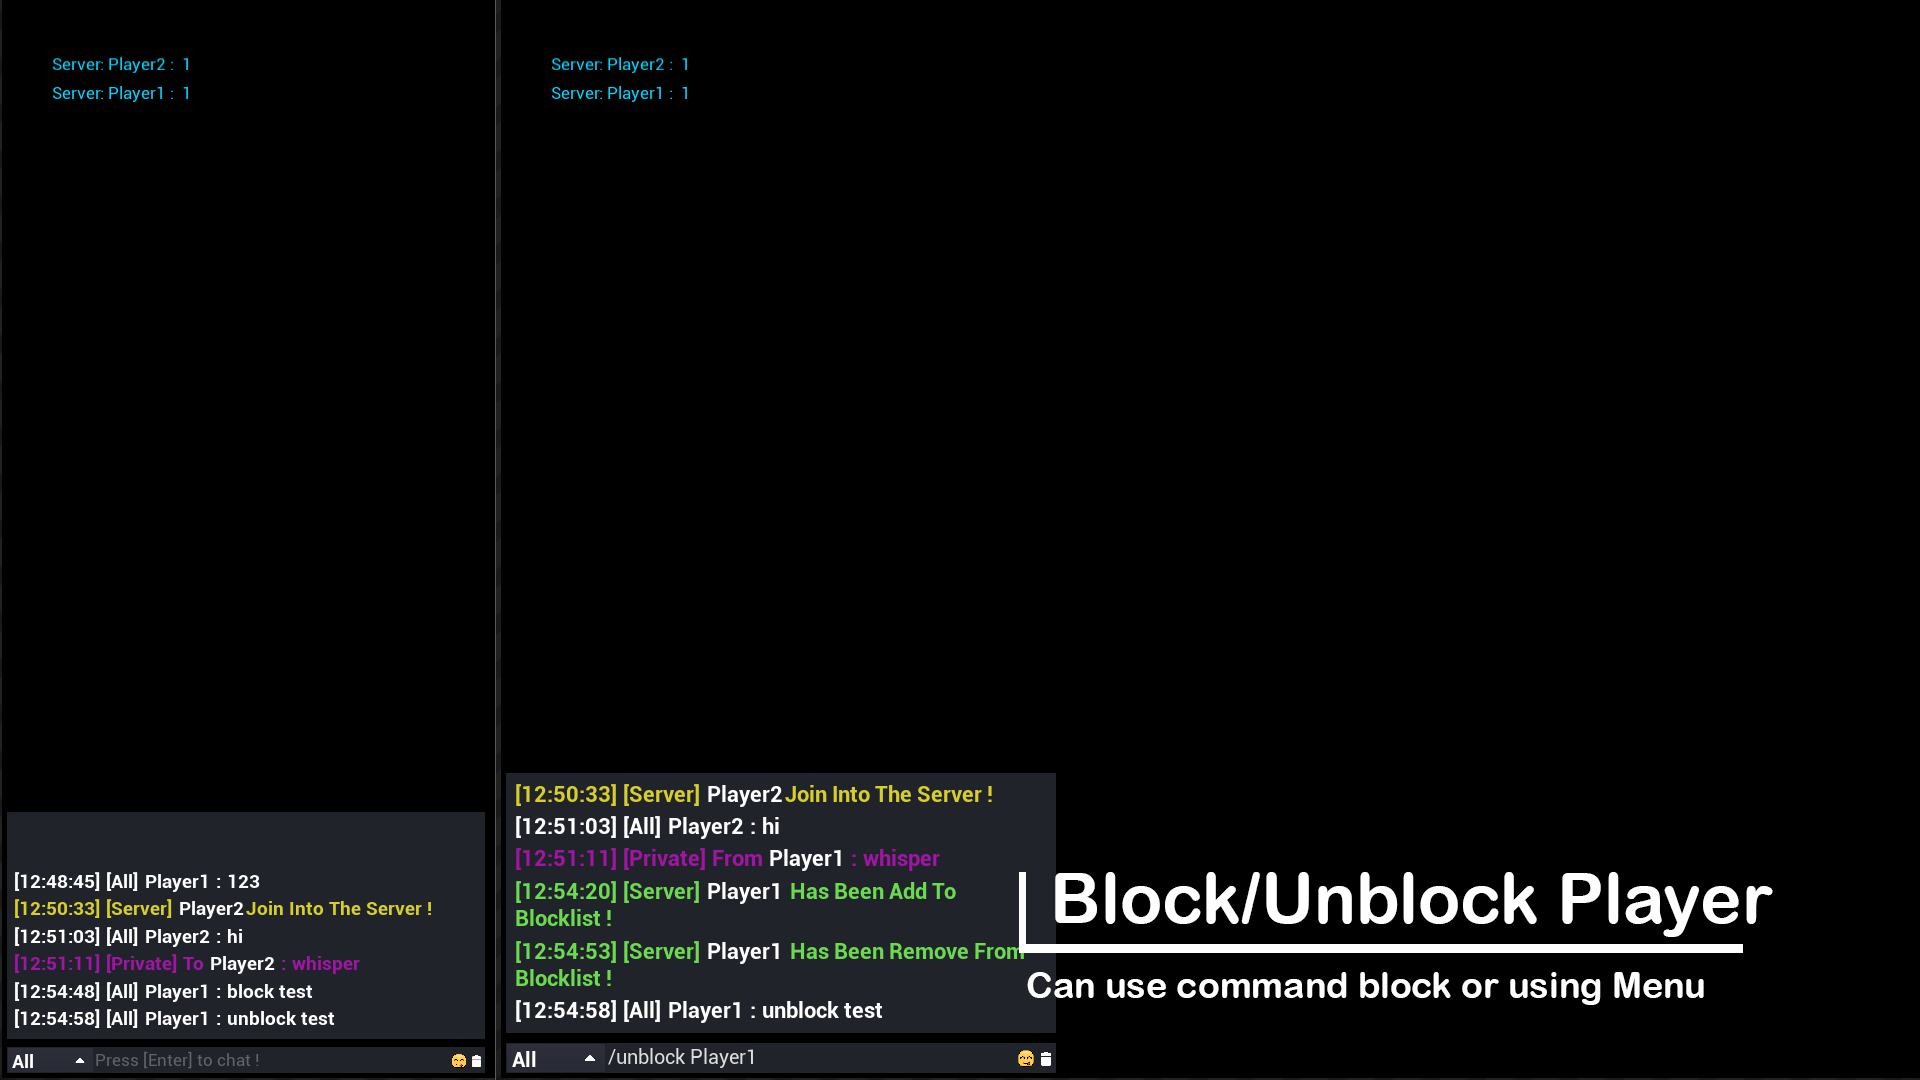 Server: Player2 : 1
Server: Player1 : 1
[12:48:45] [All] Player1 : 123
[12:50:33] [Server] Player2 Join Into The Server !
[12:51:03] [All] Player2 : hi
[12:51:11] [Private] To Player2 : whisper
[12:54:48] [All] Player1 : block test
[12:54:58] [All] Player1 : unblock test
All
Press [Enter] to chat !
Server: Player2 : 1
Server: Player1 : 1
[12:50:33] [Server] Player2 Join Into The Server !
[12:51:03] [All] Player2 : hi
[12:51:11] [Private] From Player1 : whisper
[12:54:20] [Server] Player1 Has Been Add To
Blocklist !
[12:54:53] [Server] Player1 Has Been Remove From
Blocklist !
[12:54:58] [All] Player1 : unblock test
All
/unblock Player1
Block/Unblock Player
Can use command block or using Menu